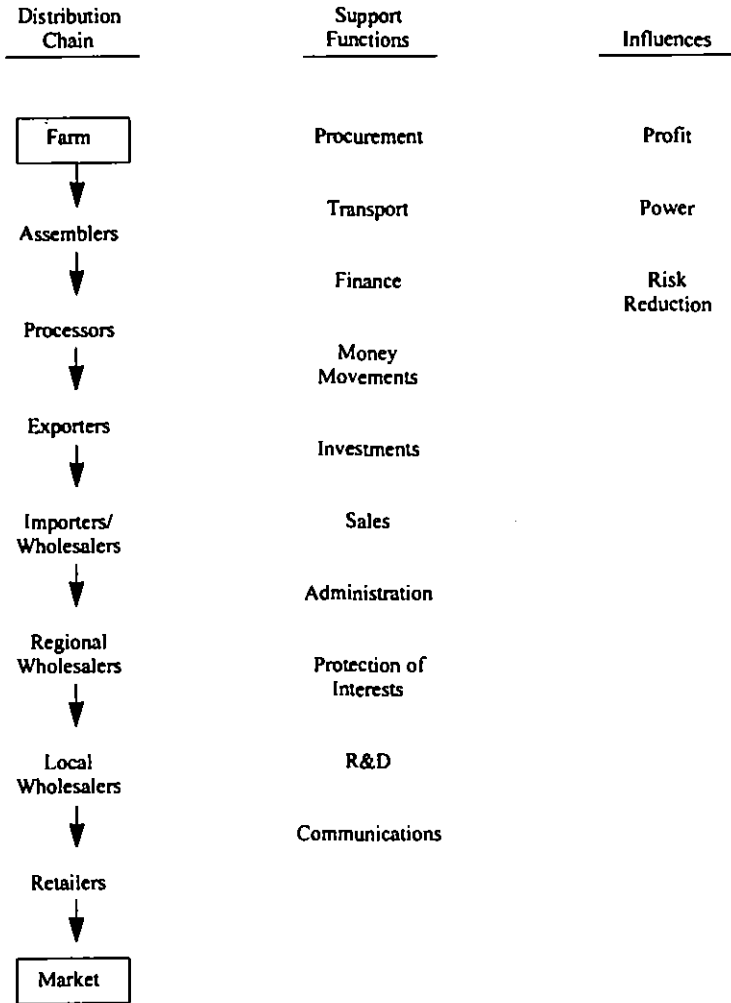 Distribution
Chain
Support
Functions
Influences
Farm
Assemblers
Processors
Exporters
Importers/
Wholesalers
Regional
Wholesalers
Local
Wholesalers
Retailers
Market
Procurement
Transport
Finance
Money
Movements
Investments
Sales
Administration
Protection of
Interests
R&D
Communications
Profit
Power
Risk
Reduction